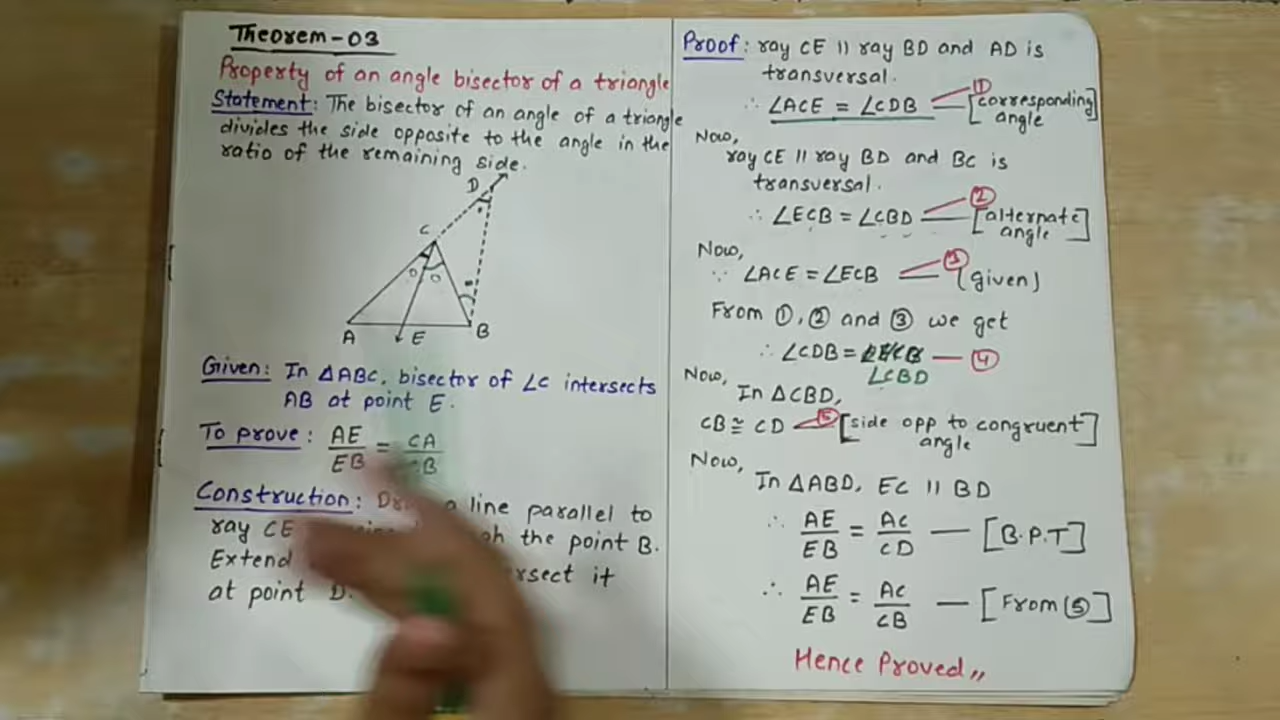 Theorem-03
Property of an angle bisector of a triangle
Statement: The bisector of an angle of a triangle
divides the side opposite to the angle in the
ratio of the remaining side.
D
C
A E B
Given: In △ABC, bisector of ∠C intersects
AB at point E.
To prove: AE/EB = CA/CB
Construction: a line parallel to
ray CE the point B.
Extend it
at point D.
Proof: ray CE || ray BD and AD is
transversal.
∴ ∠ACE = ∠CDB — ① [corresponding
angle]
Now,
ray CE || ray BD and BC is
transversal.
∴ ∠ECB = ∠CBD — ② [alternate
angle]
Now,
∵ ∠ACE = ∠ECB — ③ (given)
From ①, ② and ③ we get
∴ ∠CDB = — ④
∠CBD
Now,
In △CBD,
CB ≅ CD — ⑤ [side opp to congruent
angle]
Now,
In △ABD, EC || BD
∴ AE/EB = AC/CD — [B.P.T]
∴ AE/EB = AC/CB — [From ⑤]
Hence Proved,,